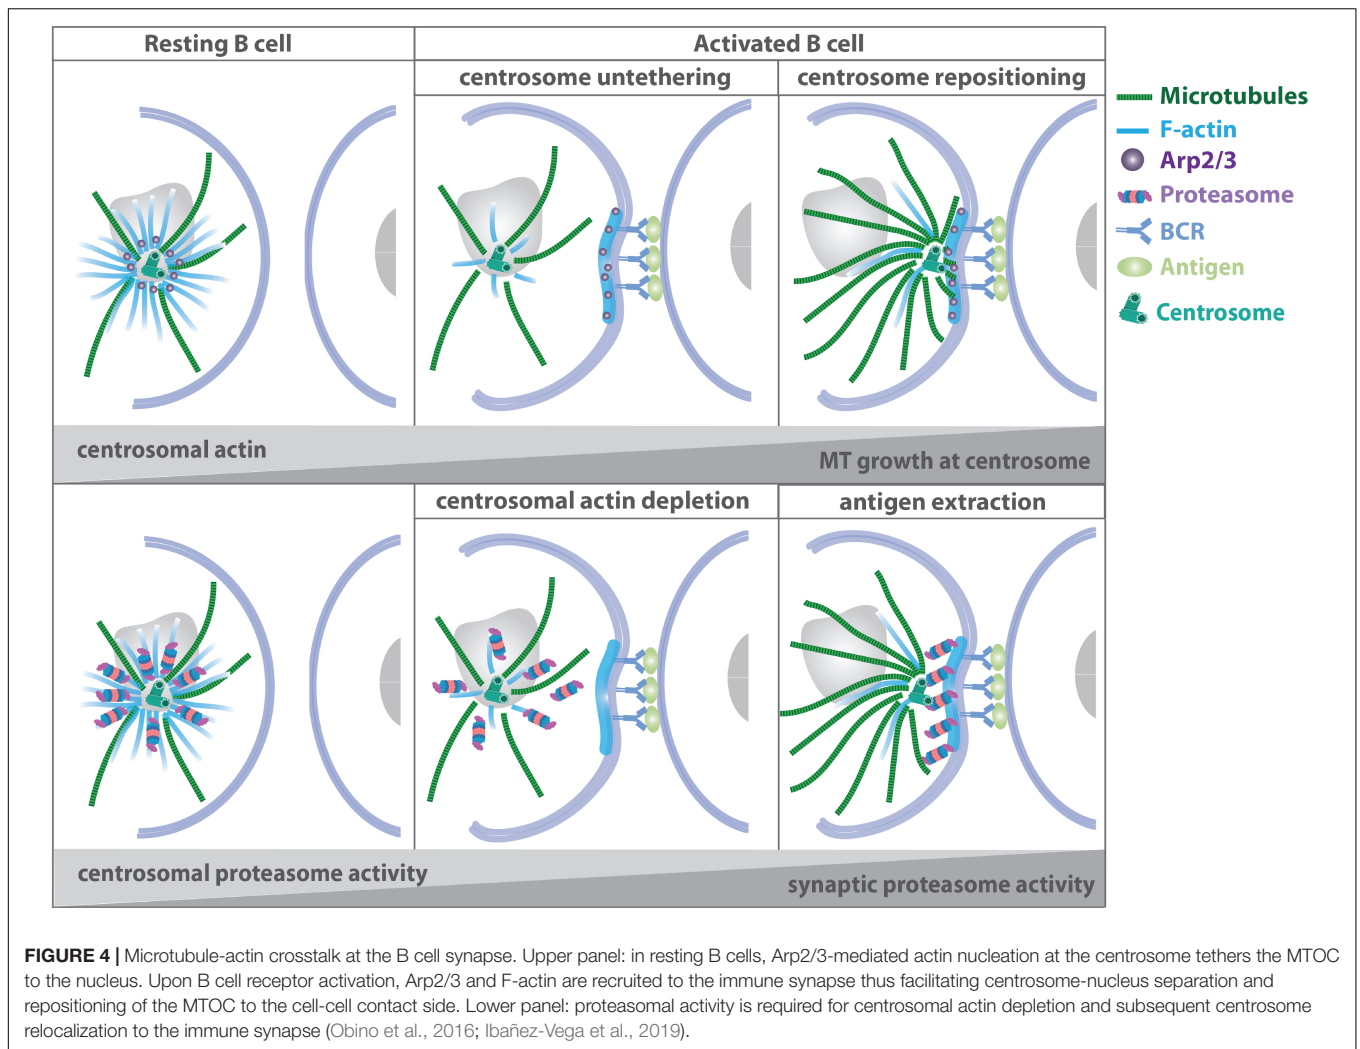 Resting B cell
Activated B cell
centrosome untethering
centrosome repositioning
Microtubules
F-actin
Arp2/3
Proteasome
BCR
Antigen
Centrosome
centrosomal actin
MT growth at centrosome
centrosomal actin depletion
antigen extraction
centrosomal proteasome activity
synaptic proteasome activity
FIGURE 4 | Microtubule-actin crosstalk at the B cell synapse. Upper panel: in resting B cells, Arp2/3-mediated actin nucleation at the centrosome tethers the MTOC
to the nucleus. Upon B cell receptor activation, Arp2/3 and F-actin are recruited to the immune synapse thus facilitating centrosome-nucleus separation and
repositioning of the MTOC to the cell-cell contact side. Lower panel: proteasomal activity is required for centrosomal actin depletion and subsequent centrosome
relocalization to the immune synapse (Obino et al., 2016; Ibañez-Vega et al., 2019).